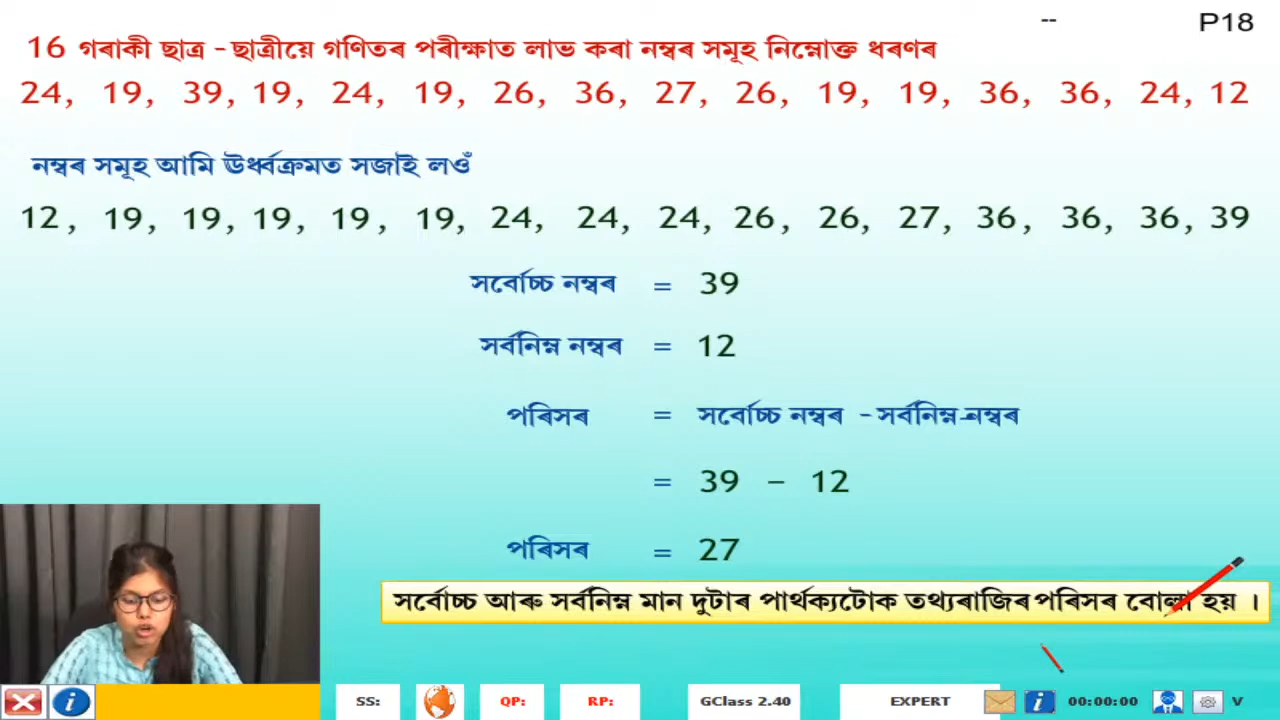 --
P18
16 গৰাকী ছাত্ৰ - ছাত্ৰীয়ে গণিতৰ পৰীক্ষাত লাভ কৰা নম্বৰ সমূহ নিম্নোক্ত ধৰণৰ
24, 19, 39, 19, 24, 19, 26, 36, 27, 26, 19, 19, 36, 36, 24, 12
নম্বৰ সমূহ আমি ঊৰ্ধ্বক্ৰমত সজাই লওঁ
12, 19, 19, 19, 19, 19, 24, 24, 24, 26, 26, 27, 36, 36, 36, 39
সৰ্বোচ্চ নম্বৰ = 39
সৰ্বনিম্ন নম্বৰ = 12
পৰিসৰ = সৰ্বোচ্চ নম্বৰ - সৰ্বনিম্ন নম্বৰ
= 39 - 12
পৰিসৰ = 27
সৰ্বোচ্চ আৰু সৰ্বনিম্ন মান দুটাৰ পাৰ্থক্যটোক তথ্যৰাজিৰ পৰিসৰ বোলা হয় ।
SS: QP: RP: GClass 2.40 EXPERT 00:00:00 V